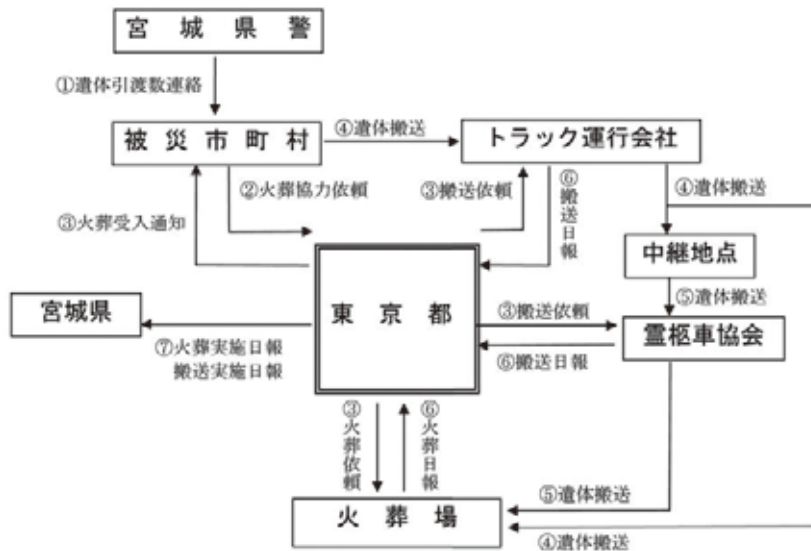 宮城県警
①遺体引渡数連絡
被災市町村
④遺体搬送
トラック運行会社
②火葬協力依頼
③搬送依頼
⑥搬送日報
④遺体搬送
③火葬受入通知
中継地点
⑤遺体搬送
宮城県
東京都
③搬送依頼
霊柩車協会
⑥搬送日報
⑦火葬実施日報
搬送実施日報
③火葬依頼
⑥火葬日報
⑤遺体搬送
火葬場
④遺体搬送